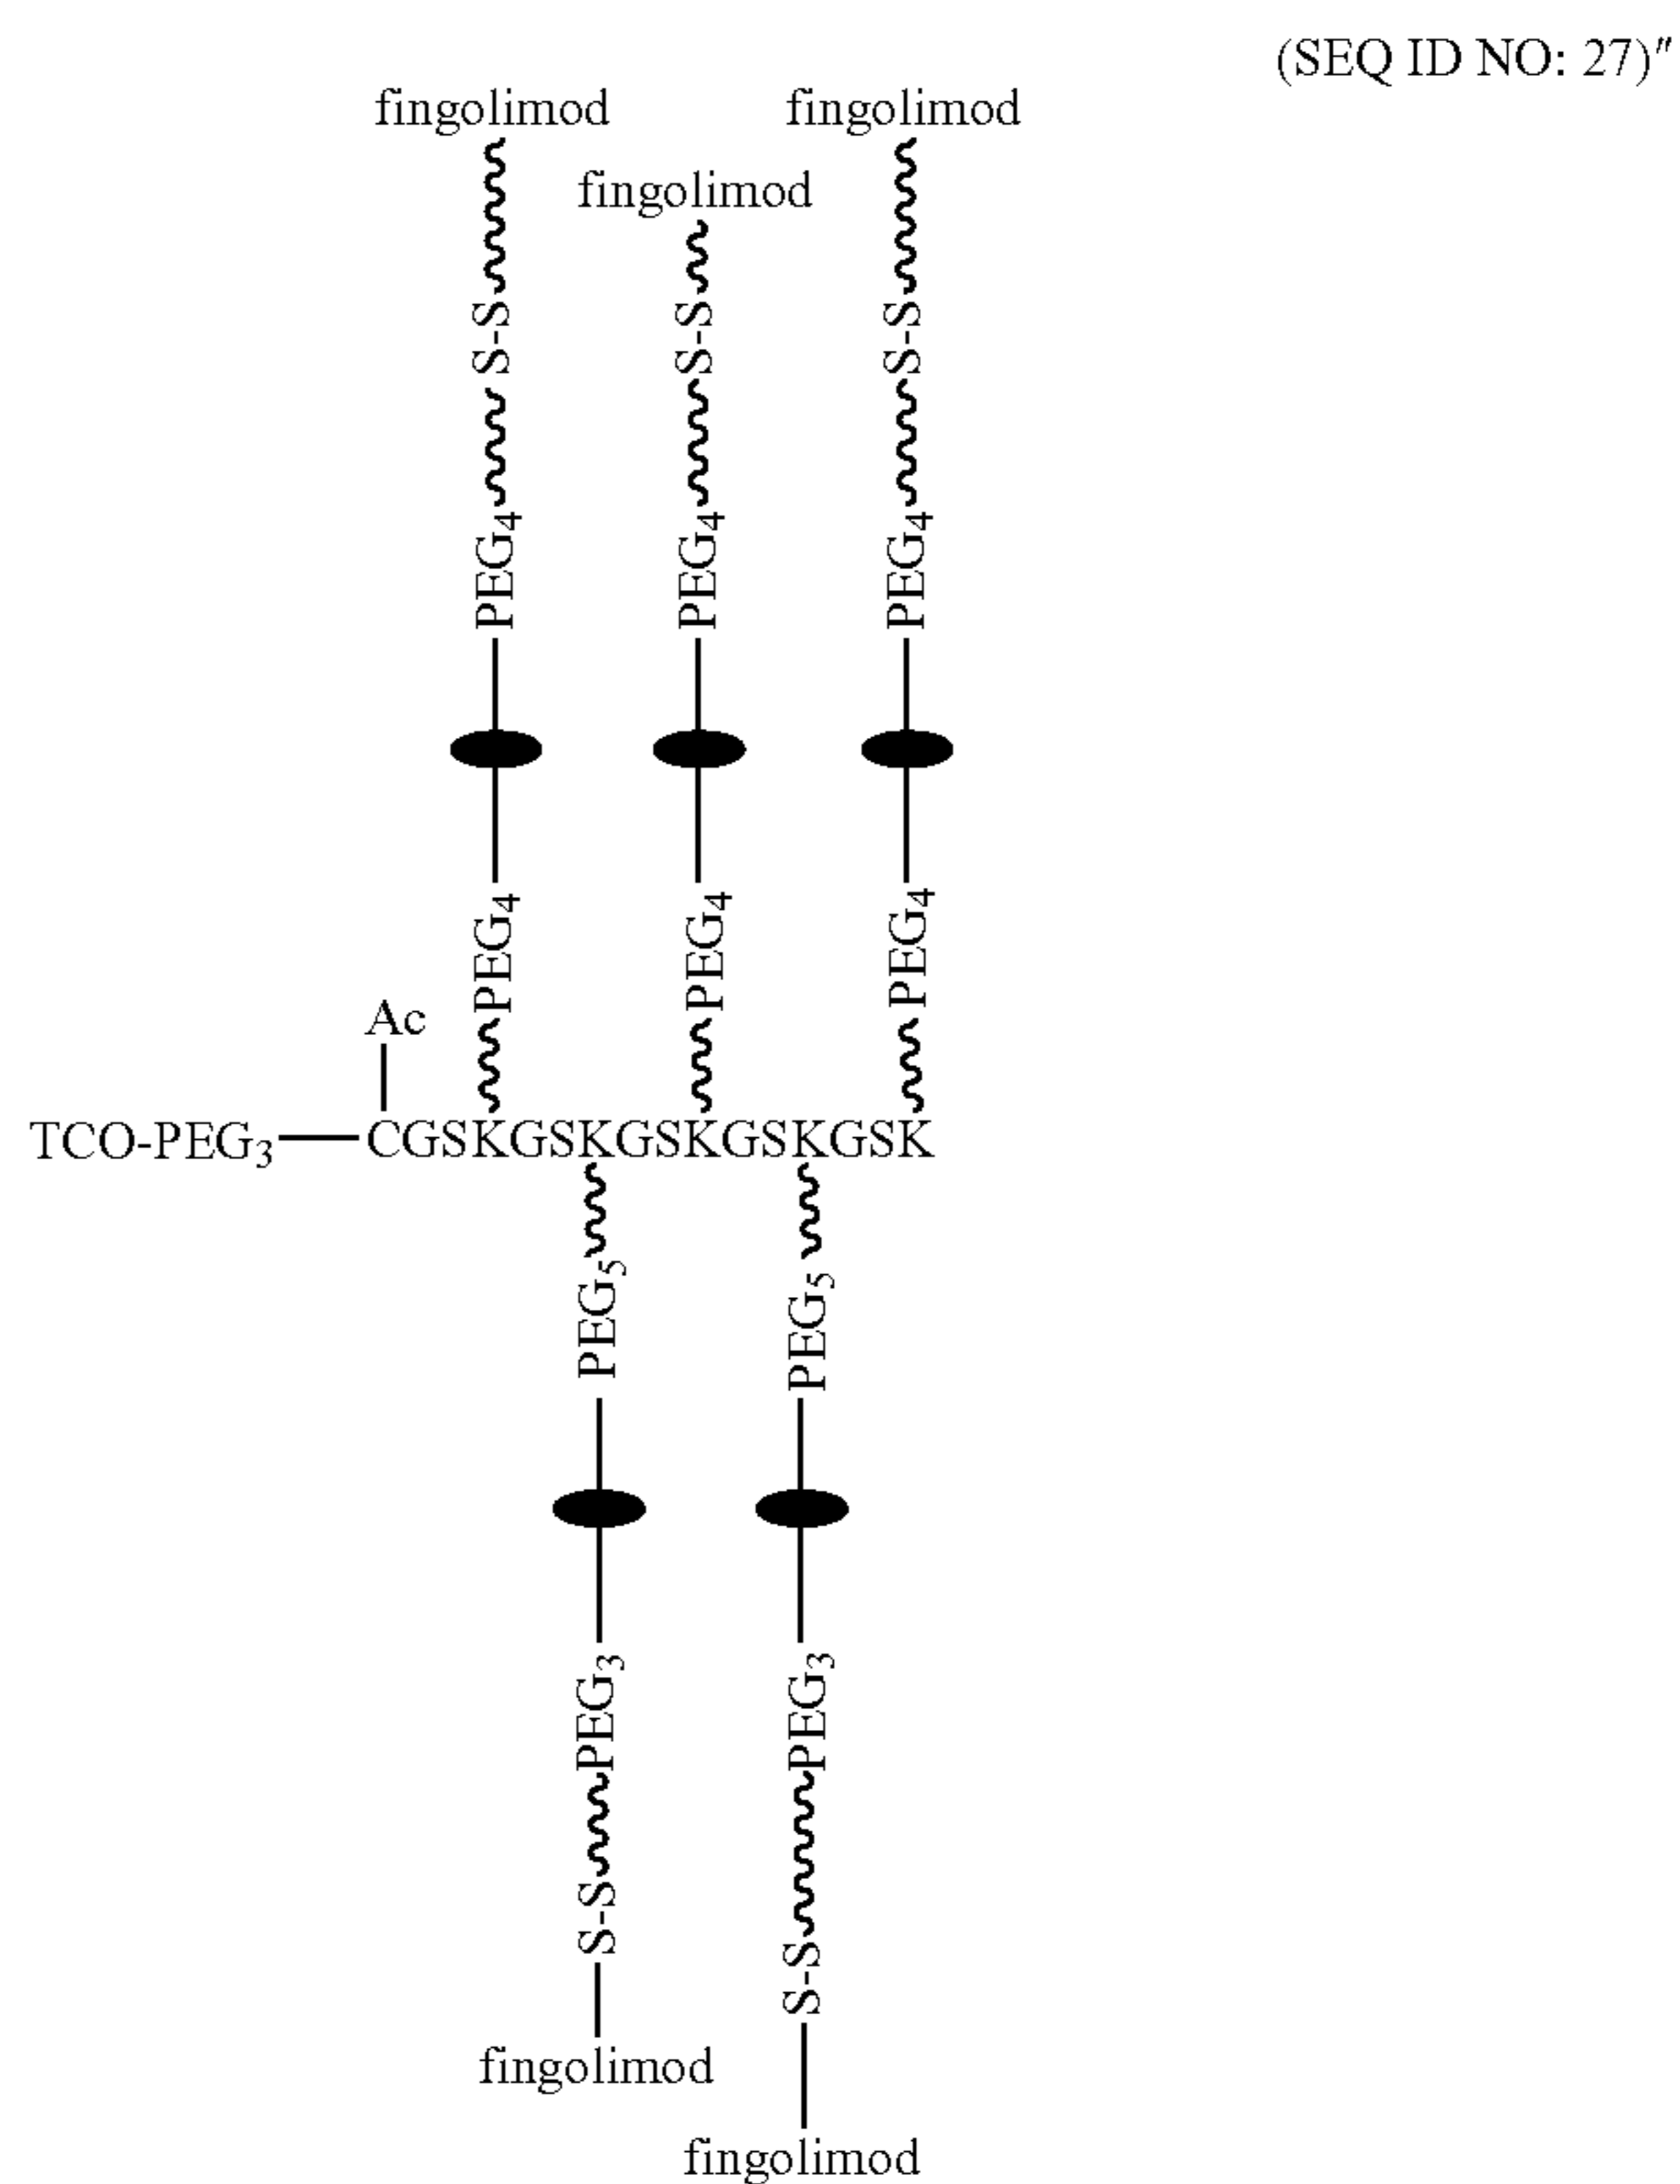 (SEQ ID NO: 27)″
fingolimod
fingolimod
fingolimod
S-S
S-S
S-S
PEG₄
PEG₄
PEG₄
PEG₄
PEG₄
PEG₄
Ac
TCO-PEG₃—CGSKGSKGSKGSKGSK
PEG₅
PEG₅
PEG₃
PEG₃
S-S
S-S
fingolimod
fingolimod